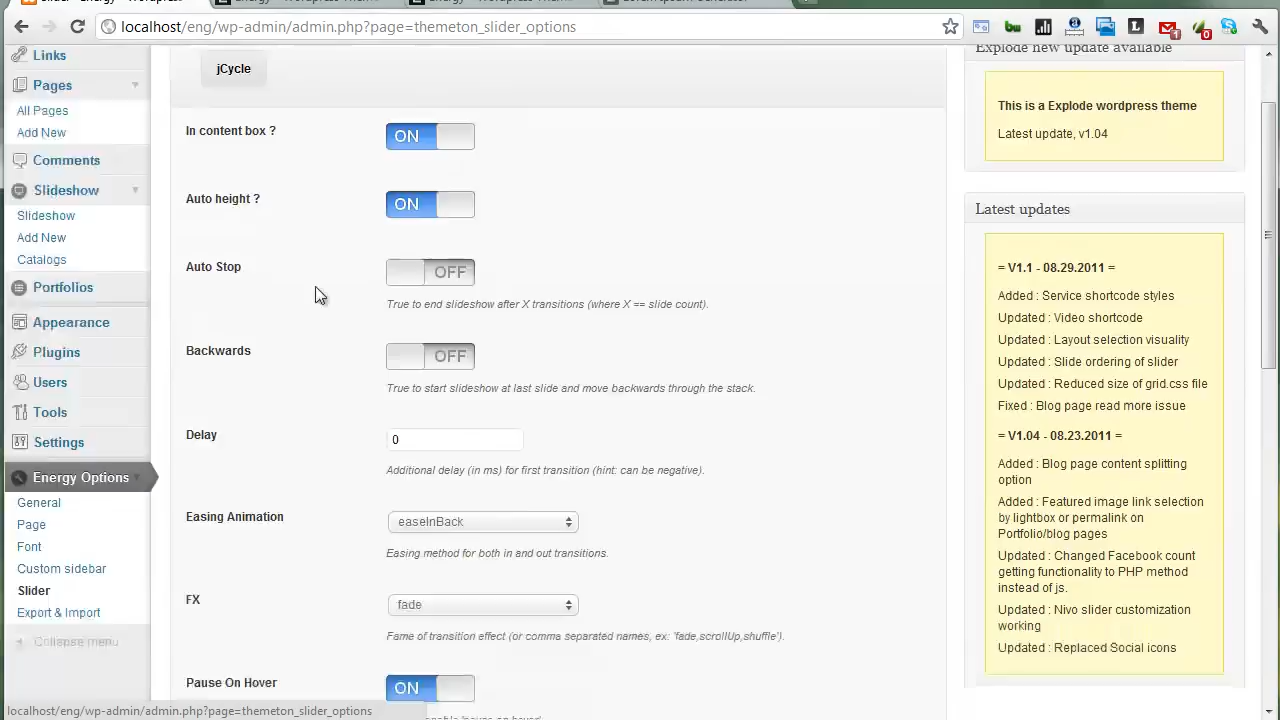 localhost/eng/wp-admin/admin.php?page=themeton_slider_options
Links
Pages
All Pages
Add New
Comments
Slideshow
Slideshow
Add New
Catalogs
Portfolios
Appearance
Plugins
Users
Tools
Settings
Energy Options
General
Page
Font
Custom sidebar
Slider
Export & Import
Collapse menu
localhost/eng/wp-admin/admin.php?page=themeton_slider_options
jCycle
In content box ?
ON
Auto height ?
ON
Auto Stop
OFF
True to end slideshow after X transitions (where X == slide count).
Backwards
OFF
True to start slideshow at last slide and move backwards through the stack.
Delay
0
Additional delay (in ms) for first transition (hint: can be negative).
Easing Animation
easeInBack
Easing method for both in and out transitions.
FX
fade
Fame of transition effect (or comma separated names, ex: 'fade,scrollUp,shuffle').
Pause On Hover
ON
Explode new update available
This is a Explode wordpress theme
Latest update, v1.04
Latest updates
= V1.1 - 08.29.2011 =
Added : Service shortcode styles
Updated : Video shortcode
Updated : Layout selection visuality
Updated : Slide ordering of slider
Updated : Reduced size of grid.css file
Fixed : Blog page read more issue
= V1.04 - 08.23.2011 =
Added : Blog page content splitting
option
Added : Featured image link selection
by lightbox or permalink on
Portfolio/blog pages
Updated : Changed Facebook count
getting functionality to PHP method
instead of js.
Updated : Nivo slider customization
working
Updated : Replaced Social icons